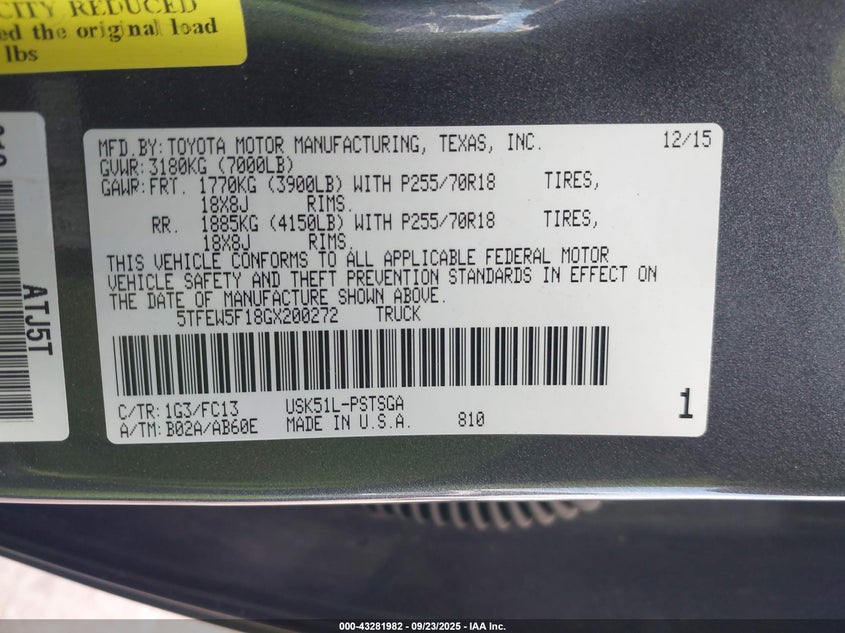 CITY REDUCED
ed the original load
lbs
MFD.BY:TOYOTA MOTOR MANUFACTURING, TEXAS, INC. 12/15
GVWR:3180KG (7000LB)
GAWR:FRT. 1770KG (3900LB) WITH P255/70R18 TIRES,
18X8J RIMS.
RR. 1885KG (4150LB) WITH P255/70R18 TIRES,
18X8J RIMS,
THIS VEHICLE CONFORMS TO ALL APPLICABLE FEDERAL MOTOR
VEHICLE SAFETY AND THEFT PREVENTION STANDARDS IN EFFECT ON
THE DATE OF MANUFACTURE SHOWN ABOVE.
5TFEW5F18GX200272 TRUCK
C/TR:1G3/FC13 USK51L-PSTSGA
A/TM:B02A/AB60E MADE IN U.S.A. 810
1
ATJ5T
000-43281982 - 09/23/2025 - IAA Inc.